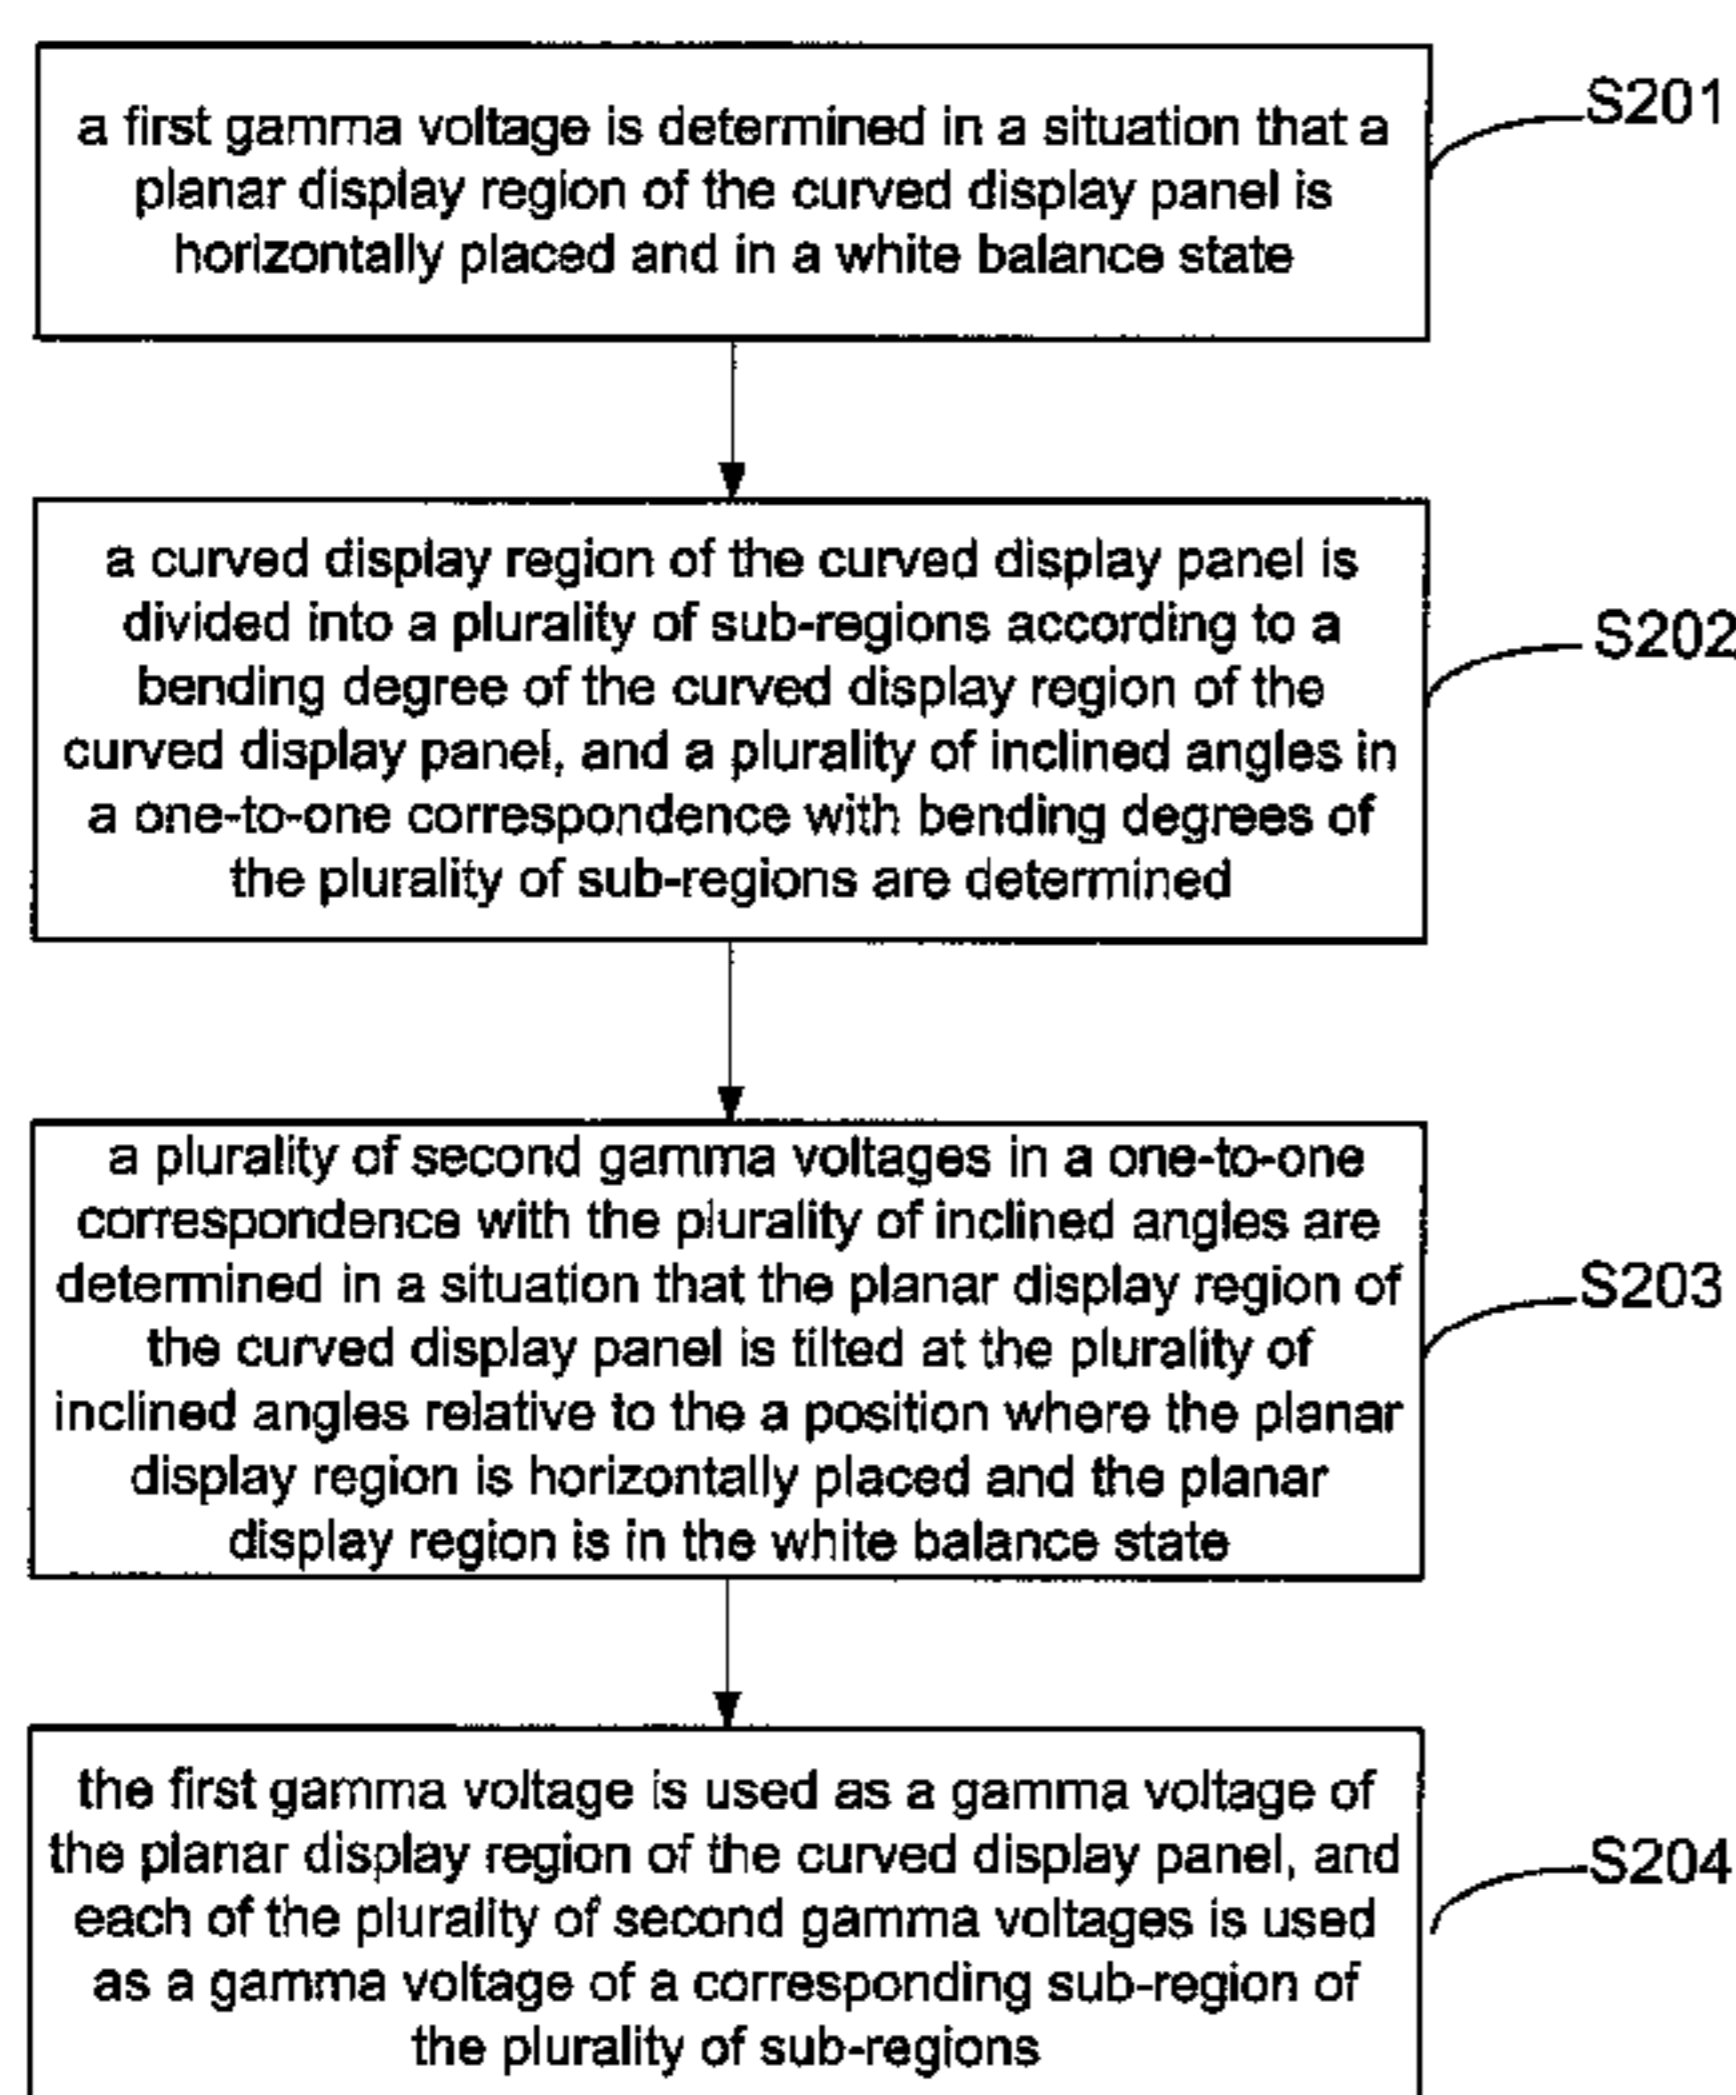 a first gamma voltage is determined in a situation that a
planar display region of the curved display panel is
horizontally placed and in a white balance state
S201
a curved display region of the curved display panel is
divided into a plurality of sub-regions according to a
bending degree of the curved display region of the
curved display panel, and a plurality of inclined angles in
a one-to-one correspondence with bending degrees of
the plurality of sub-regions are determined
S202
a plurality of second gamma voltages in a one-to-one
correspondence with the plurality of inclined angles are
determined in a situation that the planar display region of
the curved display panel is tilted at the plurality of
inclined angles relative to the a position where the planar
display region is horizontally placed and the planar
display region is in the white balance state
S203
the first gamma voltage is used as a gamma voltage of
the planar display region of the curved display panel, and
each of the plurality of second gamma voltages is used
as a gamma voltage of a corresponding sub-region of
the plurality of sub-regions
S204